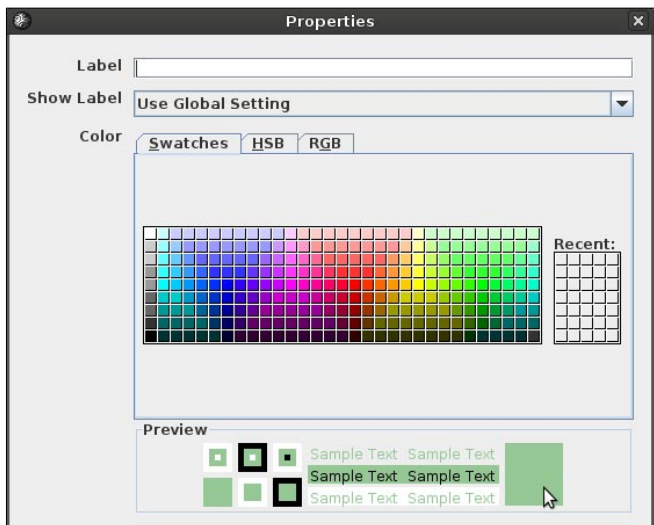 Properties
Label
Show Label Use Global Setting
Color Swatches HSB RGB
Recent:
Preview
Sample Text Sample Text
Sample Text Sample Text
Sample Text Sample Text